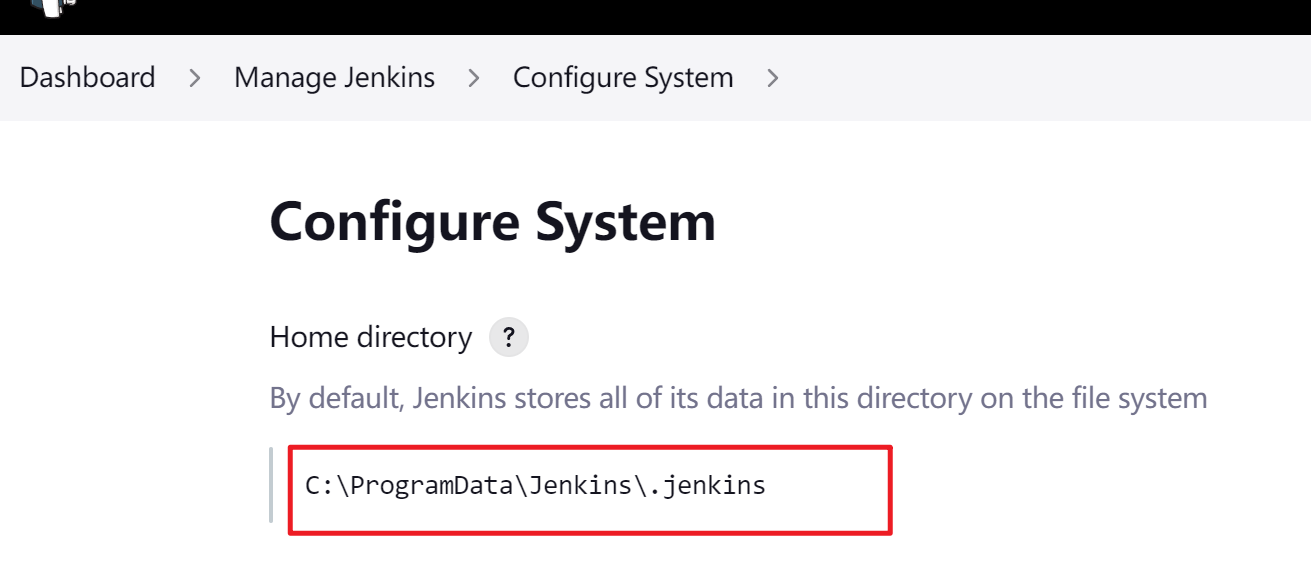 Dashboard > Manage Jenkins > Configure System >
Configure System
Home directory ?
By default, Jenkins stores all of its data in this directory on the file system
C:\ProgramData\Jenkins\.jenkins